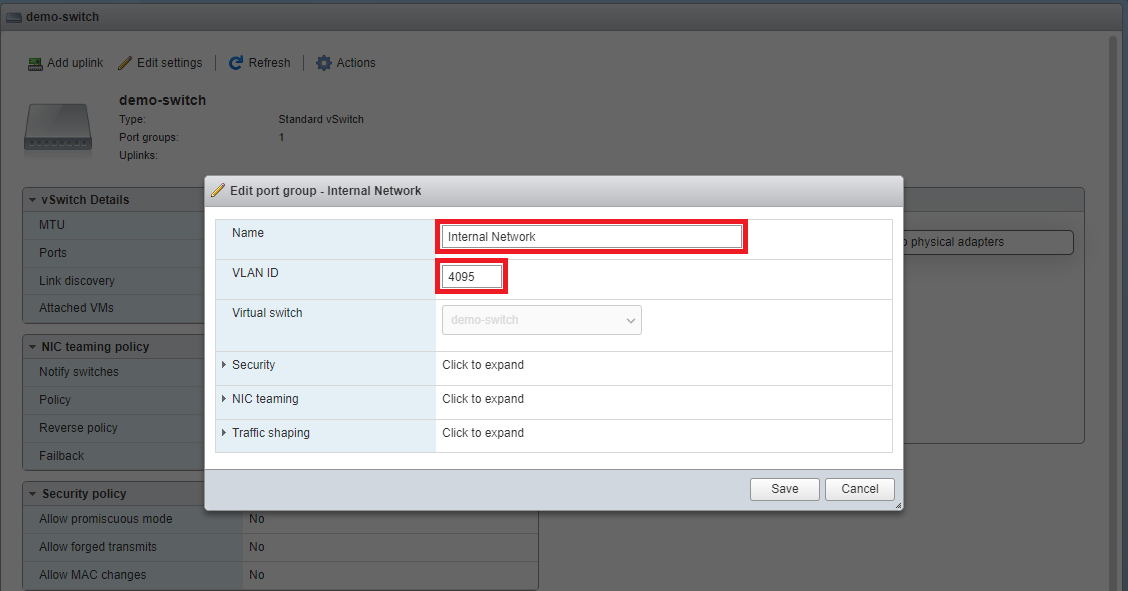 demo-switch
Add uplink Edit settings Refresh Actions
demo-switch
Type: Standard vSwitch
Port groups: 1
Uplinks:
vSwitch Details
MTU
Ports
Link discovery
Attached VMs
NIC teaming policy
Notify switches
Policy
Reverse policy
Failback
Security policy
Allow promiscuous mode No
Allow forged transmits No
Allow MAC changes No
physical adapters
Edit port group - Internal Network
Name Internal Network
VLAN ID 4095
Virtual switch demo-switch
Security Click to expand
NIC teaming Click to expand
Traffic shaping Click to expand
Save Cancel